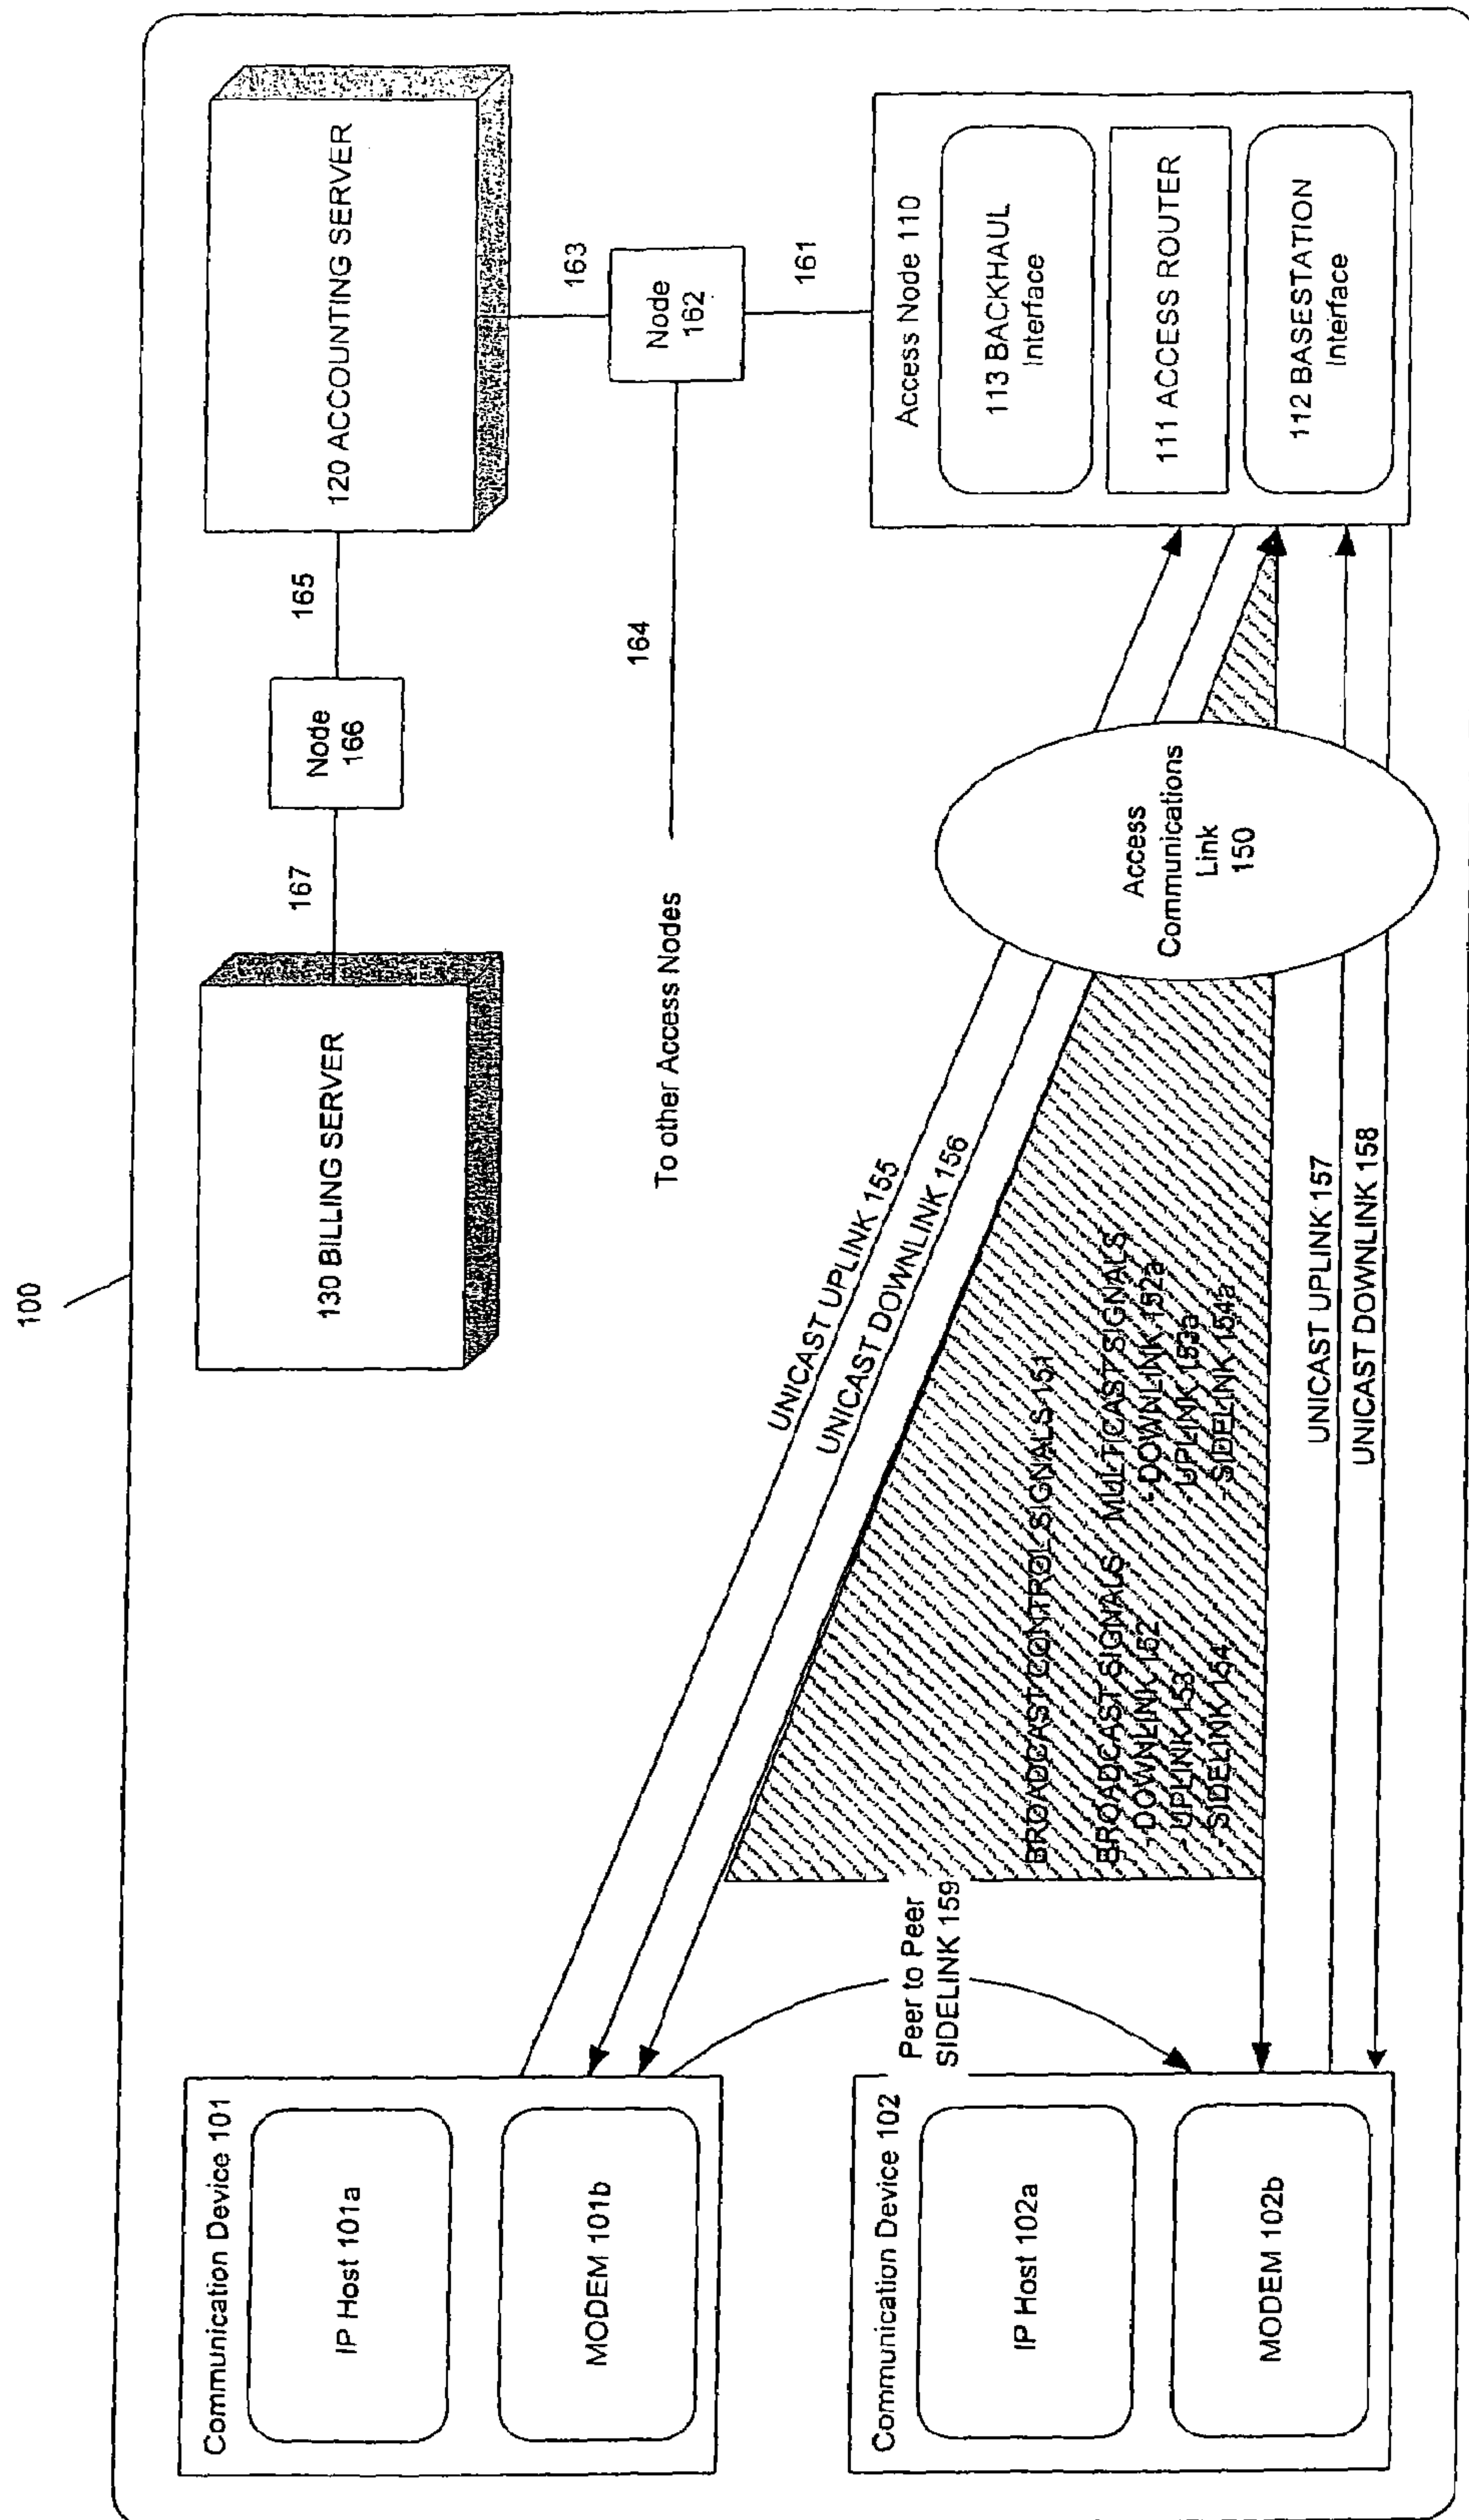 100
130 BILLING SERVER
167
Node
166
165
120 ACCOUNTING SERVER
163
Node
162
161
164
To other Access Nodes
Communication Device 101
IP Host 101a
MODEM 101b
Communication Device 102
IP Host 102a
MODEM 102b
Peer to Peer
SIDELINK 159
UNICAST UPLINK 155
UNICAST DOWNLINK 156
BROADCAST CONTROL SIGNALS 151
BROADCAST SIGNALS
- DOWNLINK 152
- UPLINK 153
- SIDELINK 154
MULTICAST SIGNALS
- DOWNLINK 152a
- UPLINK 153a
- SIDELINK 154a
UNICAST UPLINK 157
UNICAST DOWNLINK 158
Access
Communications
Link
150
Access Node 110
113 BACKHAUL
Interface
111 ACCESS ROUTER
112 BASESTATION
Interface